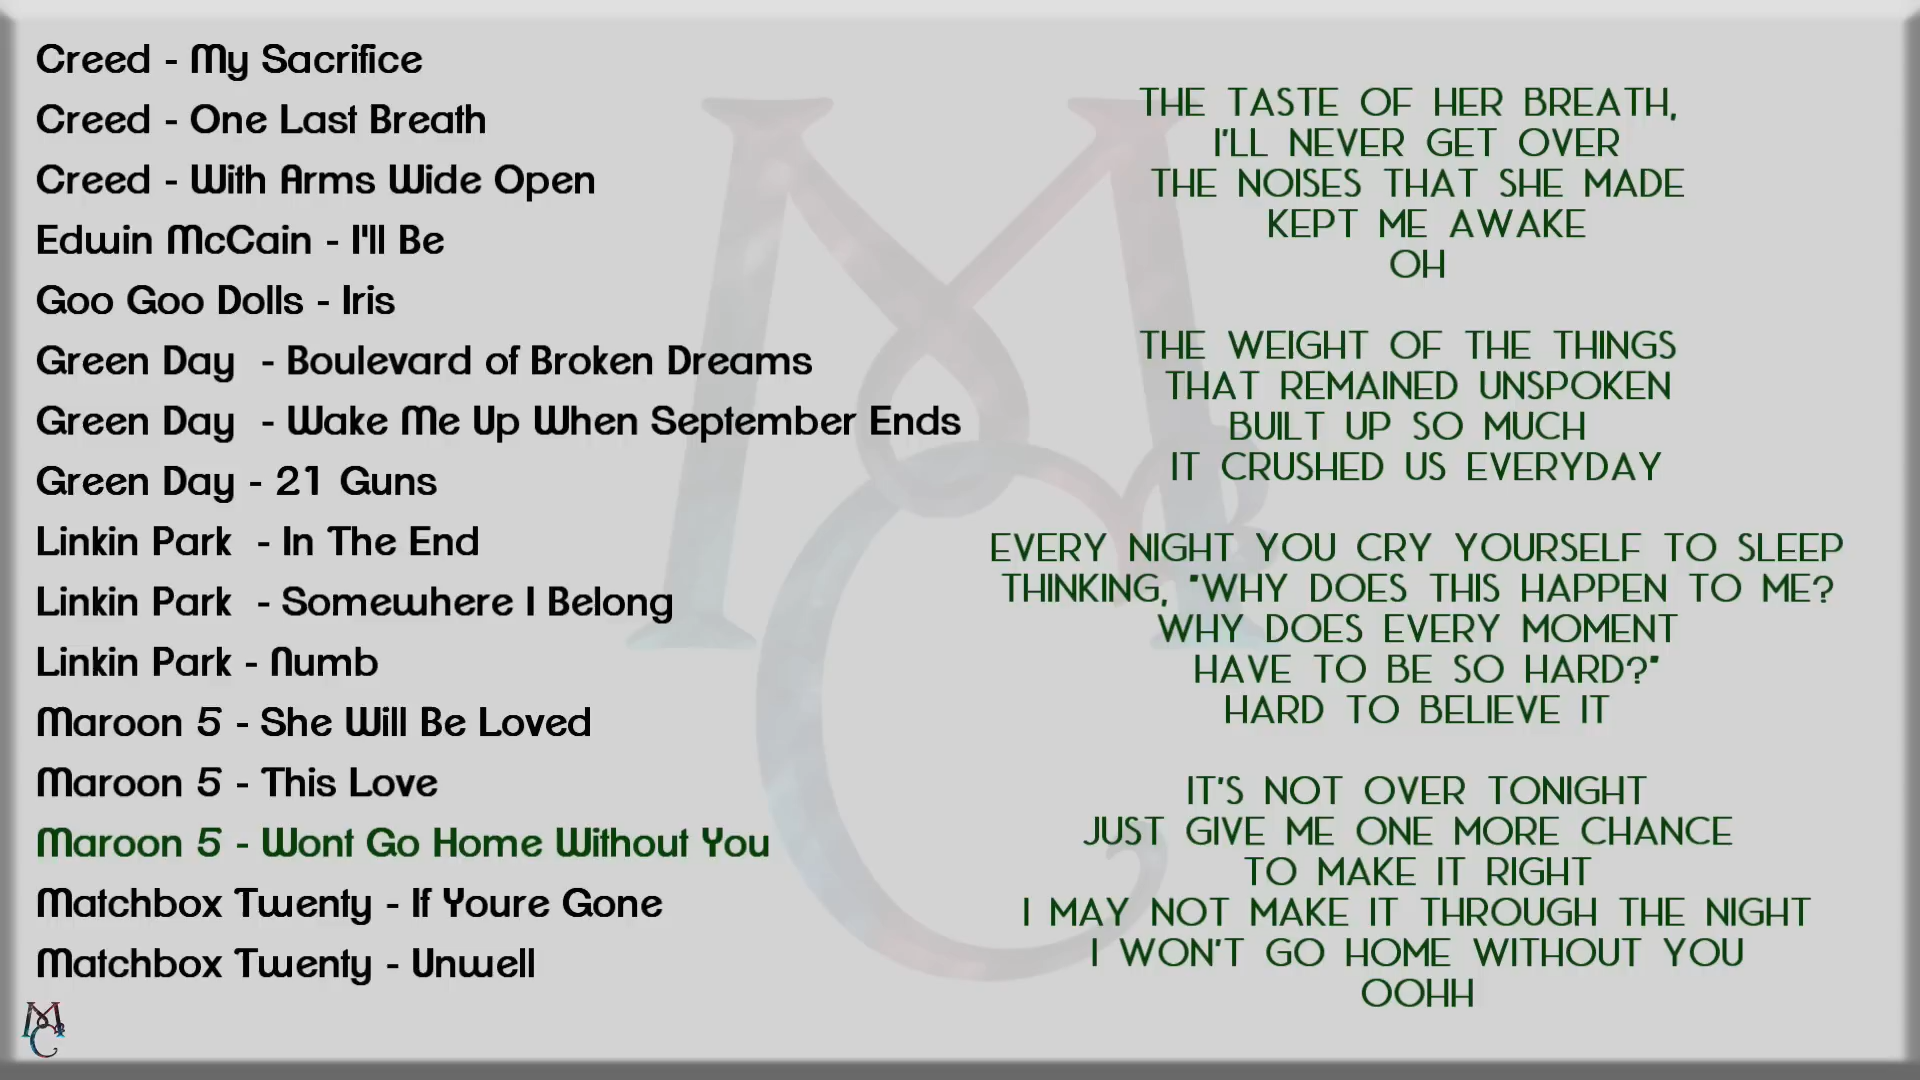 Creed - My Sacrifice
Creed - One Last Breath
Creed - With Arms Wide Open
Edwin McCain - I'll Be
Goo Goo Dolls - Iris
Green Day  - Boulevard of Broken Dreams
Green Day  - Wake Me Up When September Ends
Green Day - 21 Guns
Linkin Park  - In The End
Linkin Park  - Somewhere I Belong
Linkin Park - Numb
Maroon 5 - She Will Be Loved
Maroon 5 - This Love
Maroon 5 - Wont Go Home Without You
Matchbox Twenty - If Youre Gone
Matchbox Twenty - Unwell
THE TASTE OF HER BREATH,
I'LL NEVER GET OVER
THE NOISES THAT SHE MADE
KEPT ME AWAKE
OH
THE WEIGHT OF THE THINGS
THAT REMAINED UNSPOKEN
BUILT UP SO MUCH
IT CRUSHED US EVERYDAY
EVERY NIGHT YOU CRY YOURSELF TO SLEEP
THINKING, "WHY DOES THIS HAPPEN TO ME?
WHY DOES EVERY MOMENT
HAVE TO BE SO HARD?"
HARD TO BELIEVE IT
IT'S NOT OVER TONIGHT
JUST GIVE ME ONE MORE CHANCE
TO MAKE IT RIGHT
I MAY NOT MAKE IT THROUGH THE NIGHT
I WON'T GO HOME WITHOUT YOU
OOHH